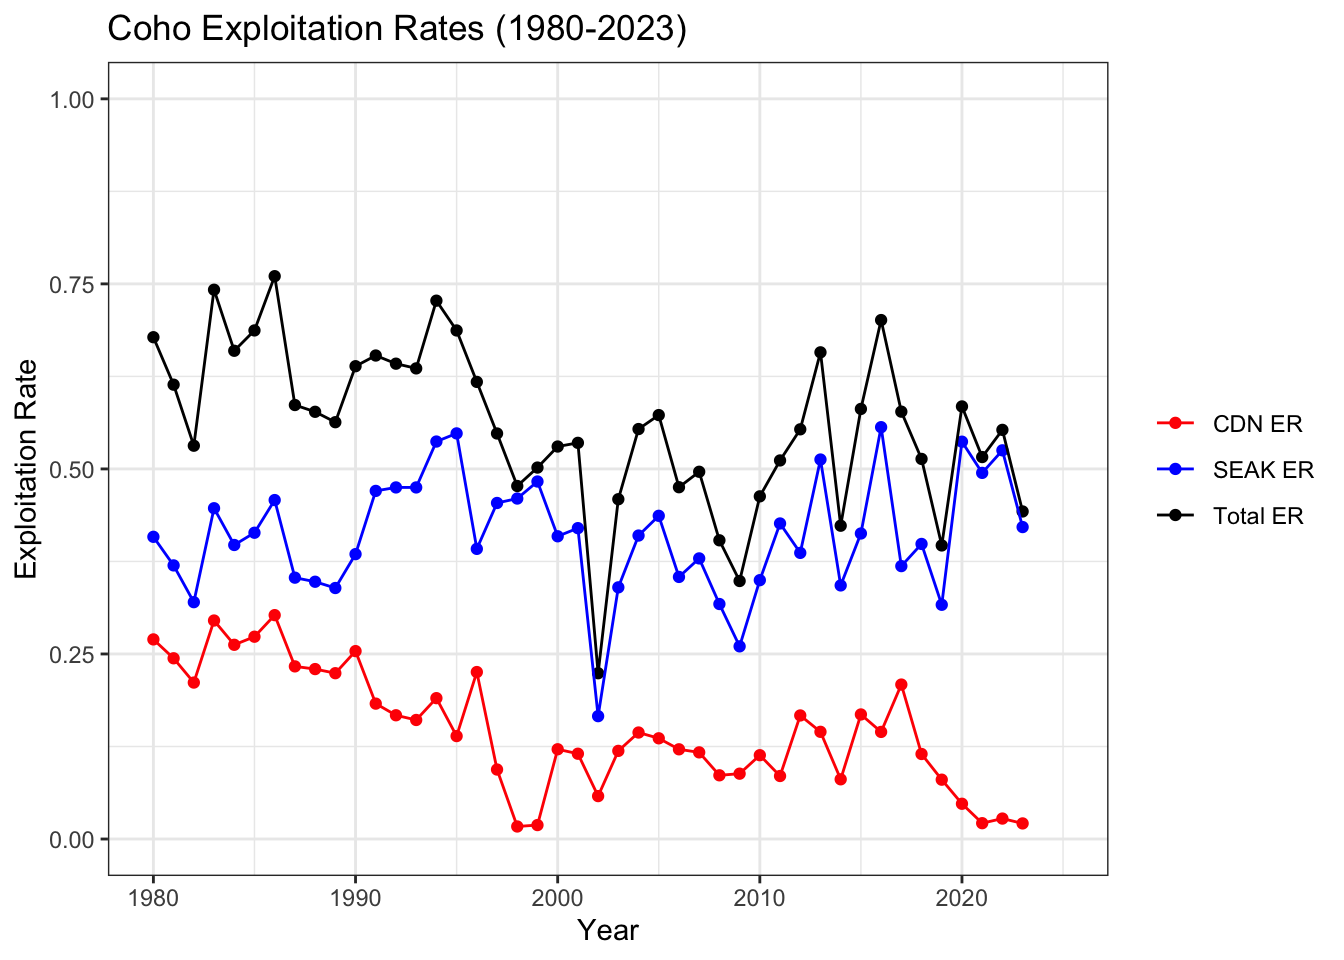 Coho Exploitation Rates (1980-2023)
1.00
0.75
0.50
0.25
0.00
Exploitation Rate
1980 1990 2000 2010 2020
Year
CDN ER
SEAK ER
Total ER